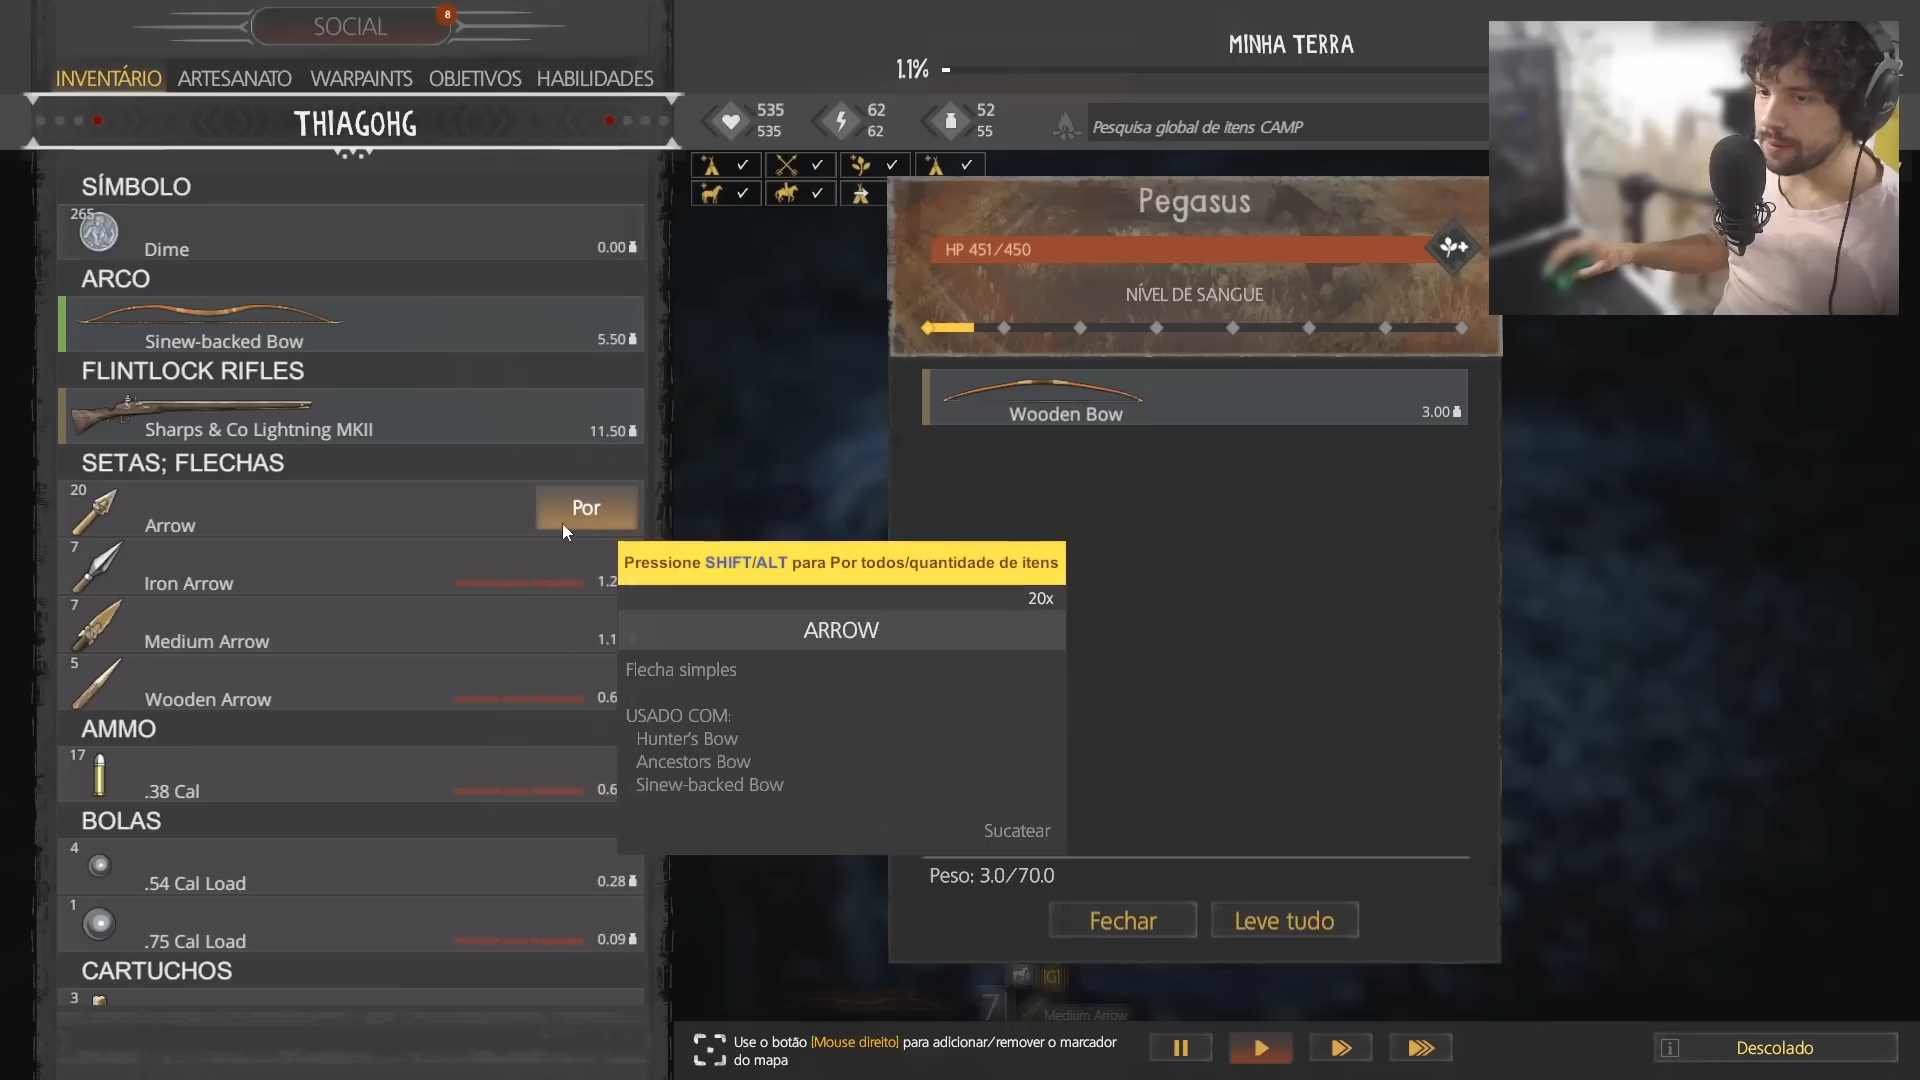 SOCIAL
8
INVENTÁRIO ARTESANATO WARPAINTS OBJETIVOS HABILIDADES
THIAGOHG
SÍMBOLO
265
Dime
0.00
ARCO
Sinew-backed Bow
5.50
FLINTLOCK RIFLES
Sharps & Co Lightning MKII
11.50
SETAS; FLECHAS
20
Arrow
Por
7
Iron Arrow
1.2
7
Medium Arrow
1.1
5
Wooden Arrow
0.6
AMMO
17
.38 Cal
0.6
BOLAS
4
.54 Cal Load
0.28
1
.75 Cal Load
0.09
CARTUCHOS
3
1.1%
MINHA TERRA
535
535
62
62
52
55
Pesquisa global de itens CAMP
Pegasus
HP 451/450
NÍVEL DE SANGUE
Wooden Bow
3.00
Pressione SHIFT/ALT para Por todos/quantidade de itens
20x
ARROW
Flecha simples
USADO COM:
Hunter's Bow
Ancestors Bow
Sinew-backed Bow
Sucatear
Peso: 3.0/70.0
Fechar
Leve tudo
[G]
7
Medium Arrow
Use o botão [Mouse direito] para adicionar/remover o marcador
do mapa
Descolado